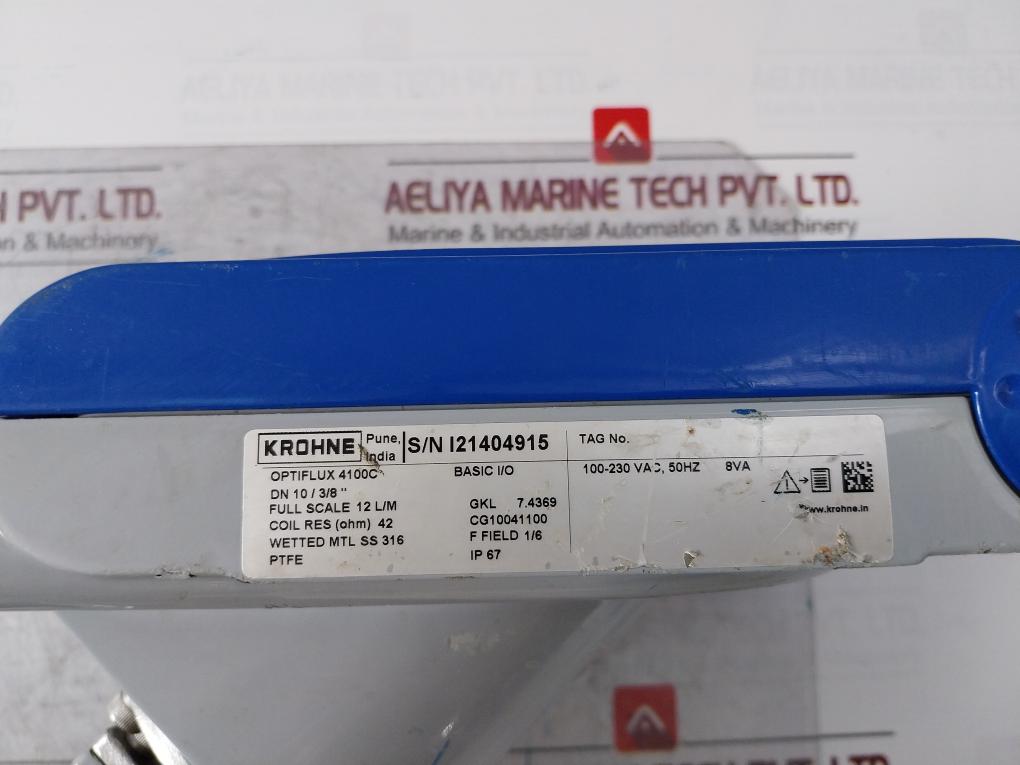 AELIYA MARINE TECH PVT. LTD.
Marine & Industrial Automation & Machinery
PVT. LTD.
& Machinery
KROHNE
Pune, India
S/N I21404915
OPTIFLUX 4100C
DN 10 / 3/8 "
FULL SCALE 12 L/M
COIL RES (ohm) 42
WETTED MTL SS 316
PTFE
BASIC I/O
GKL 7.4369
CG10041100
F FIELD 1/6
IP 67
TAG No.
100-230 VAC, 50HZ 8VA
www.krohne.in